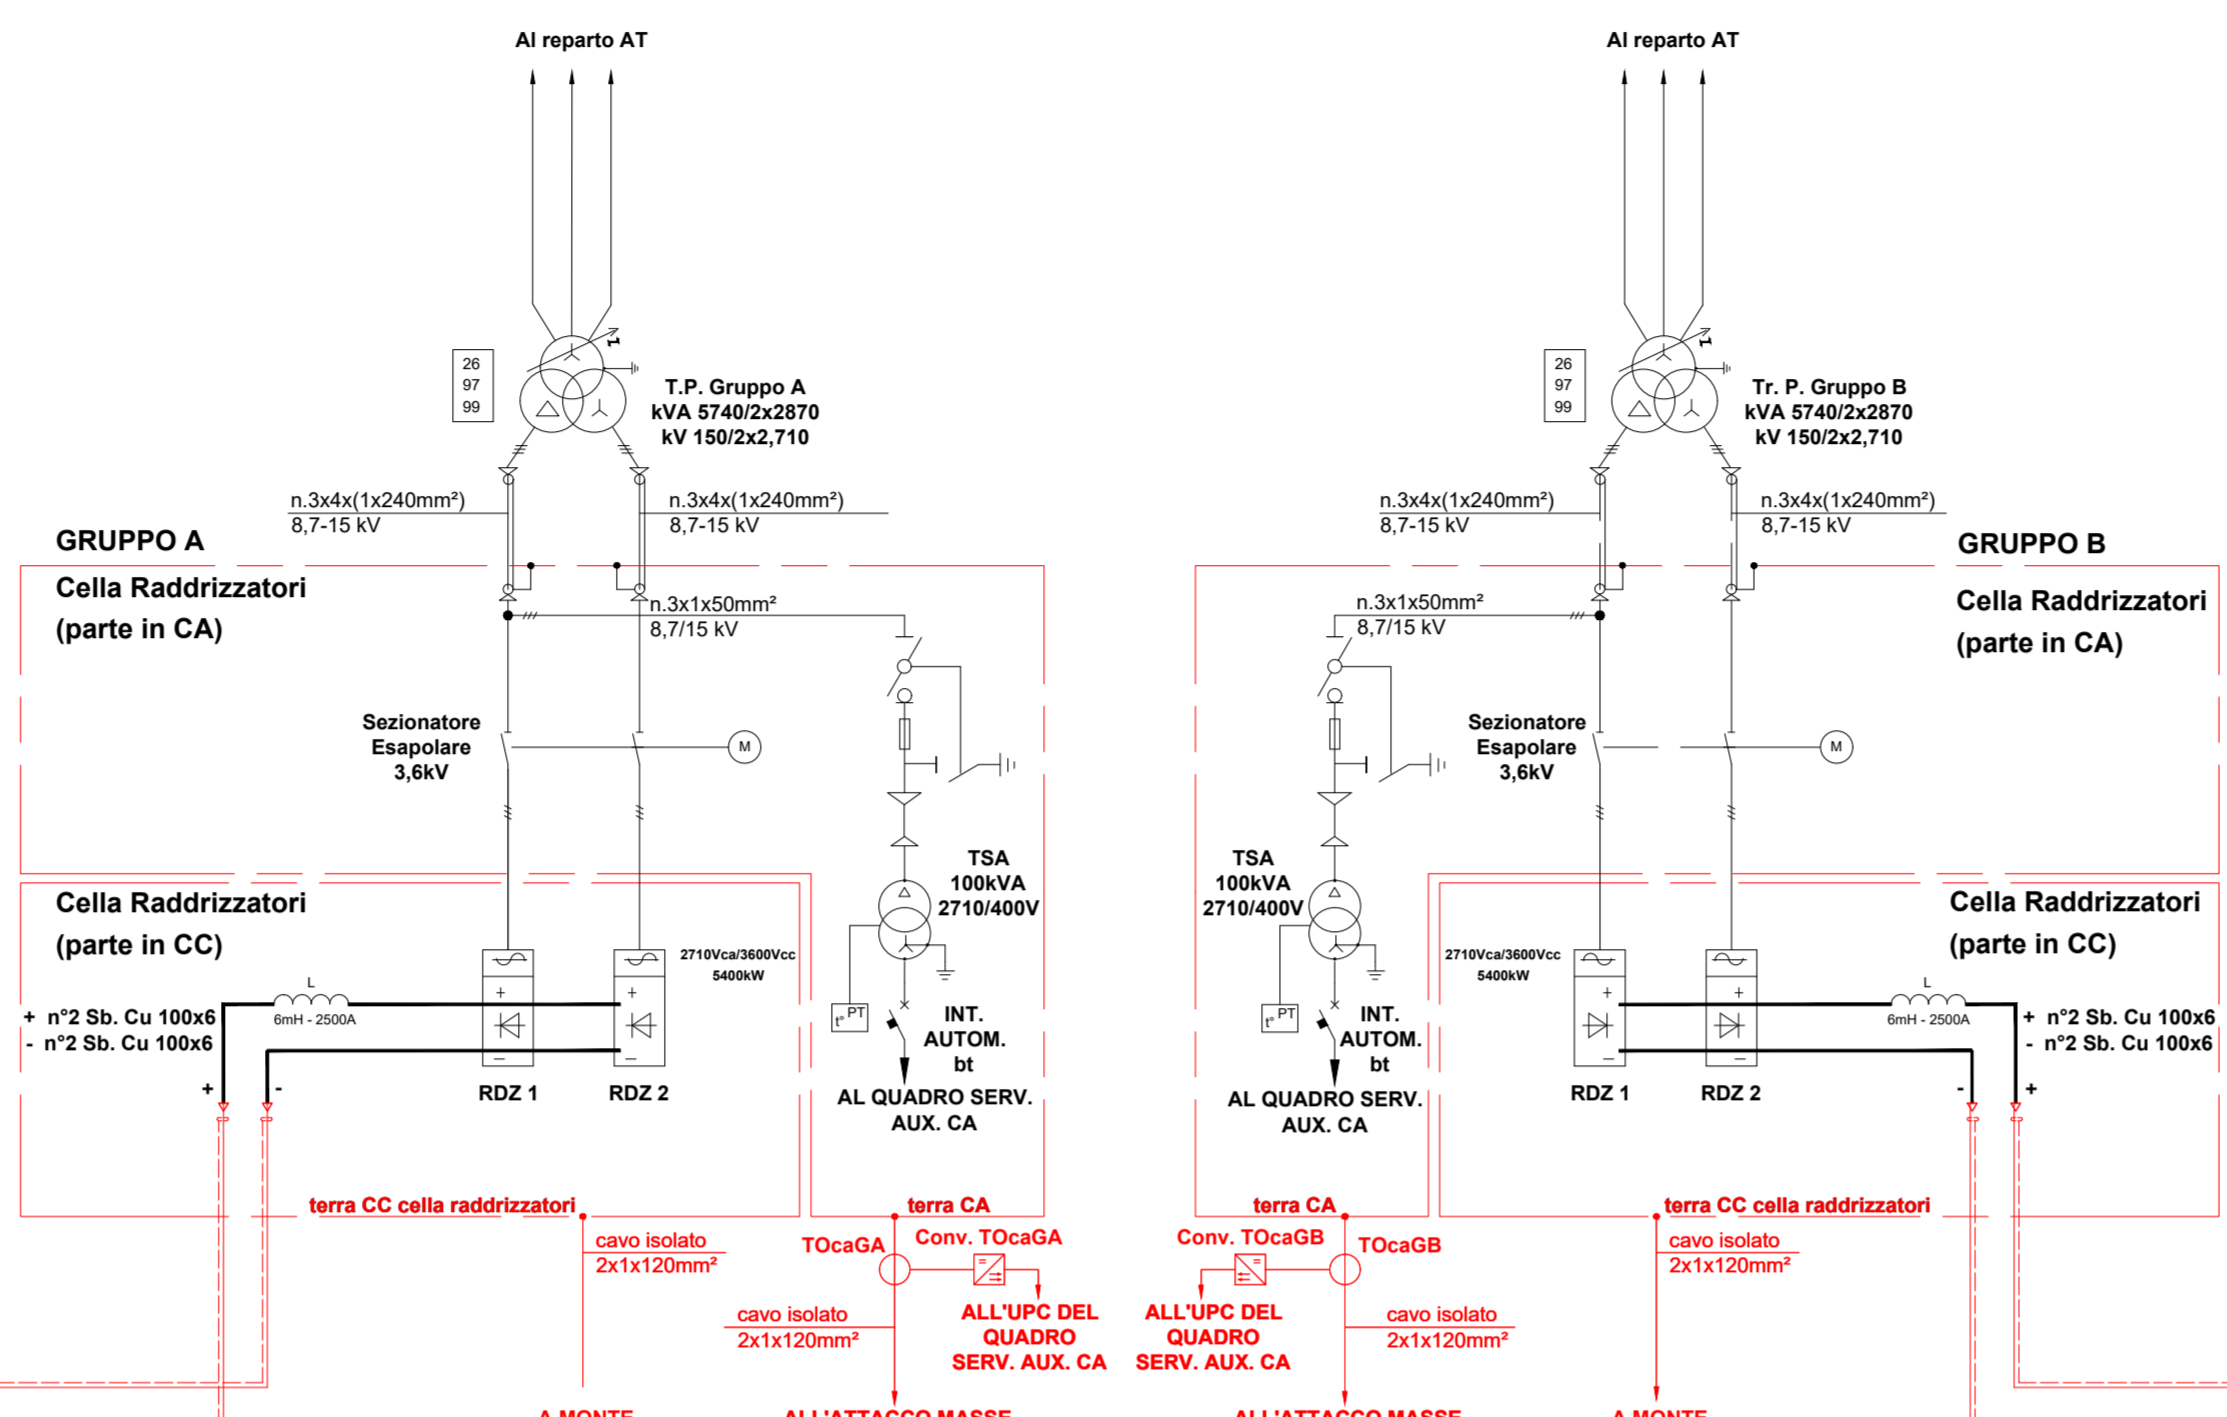 Al reparto AT
26
97
99
T.P. Gruppo A
kVA 5740/2x2870
kV 150/2x2,710
n.3x4x(1x240mm²)
8,7-15 kV
n.3x4x(1x240mm²)
8,7-15 kV
GRUPPO A
Cella Raddrizzatori
(parte in CA)
n.3x1x50mm²
8,7/15 kV
Sezionatore
Esapolare
3,6kV
M
TSA
100kVA
2710/400V
Cella Raddrizzatori
(parte in CC)
2710Vca/3600Vcc
5400kW
L
6mH - 2500A
+ n°2 Sb. Cu 100x6
- n°2 Sb. Cu 100x6
+
-
+
–
+
–
RDZ 1
RDZ 2
t° PT
INT.
AUTOM.
bt
AL QUADRO SERV.
AUX. CA
terra CC cella raddrizzatori
terra CA
cavo isolato
2x1x120mm²
TOcaGA
Conv. TOcaGA
cavo isolato
2x1x120mm²
ALL'UPC DEL
QUADRO
SERV. AUX. CA
A MONTE
ALL'ATTACCO MASSE
Al reparto AT
26
97
99
Tr. P. Gruppo B
kVA 5740/2x2870
kV 150/2x2,710
n.3x4x(1x240mm²)
8,7-15 kV
n.3x4x(1x240mm²)
8,7-15 kV
GRUPPO B
Cella Raddrizzatori
(parte in CA)
n.3x1x50mm²
8,7/15 kV
Sezionatore
Esapolare
3,6kV
M
TSA
100kVA
2710/400V
Cella Raddrizzatori
(parte in CC)
2710Vca/3600Vcc
5400kW
L
6mH - 2500A
+ n°2 Sb. Cu 100x6
- n°2 Sb. Cu 100x6
+
–
+
–
-
+
RDZ 1
RDZ 2
t° PT
INT.
AUTOM.
bt
AL QUADRO SERV.
AUX. CA
terra CA
terra CC cella raddrizzatori
Conv. TOcaGB
TOcaGB
cavo isolato
2x1x120mm²
ALL'UPC DEL
QUADRO
SERV. AUX. CA
cavo isolato
2x1x120mm²
ALL'ATTACCO MASSE
A MONTE